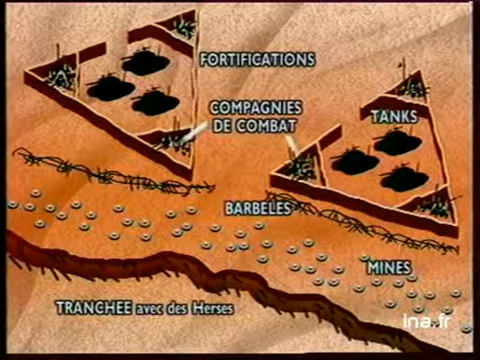 FORTIFICATIONS
COMPAGNIES
DE COMBAT
TANKS
BARBELES
MINES
TRANCHEE avec des Herses
ina.fr